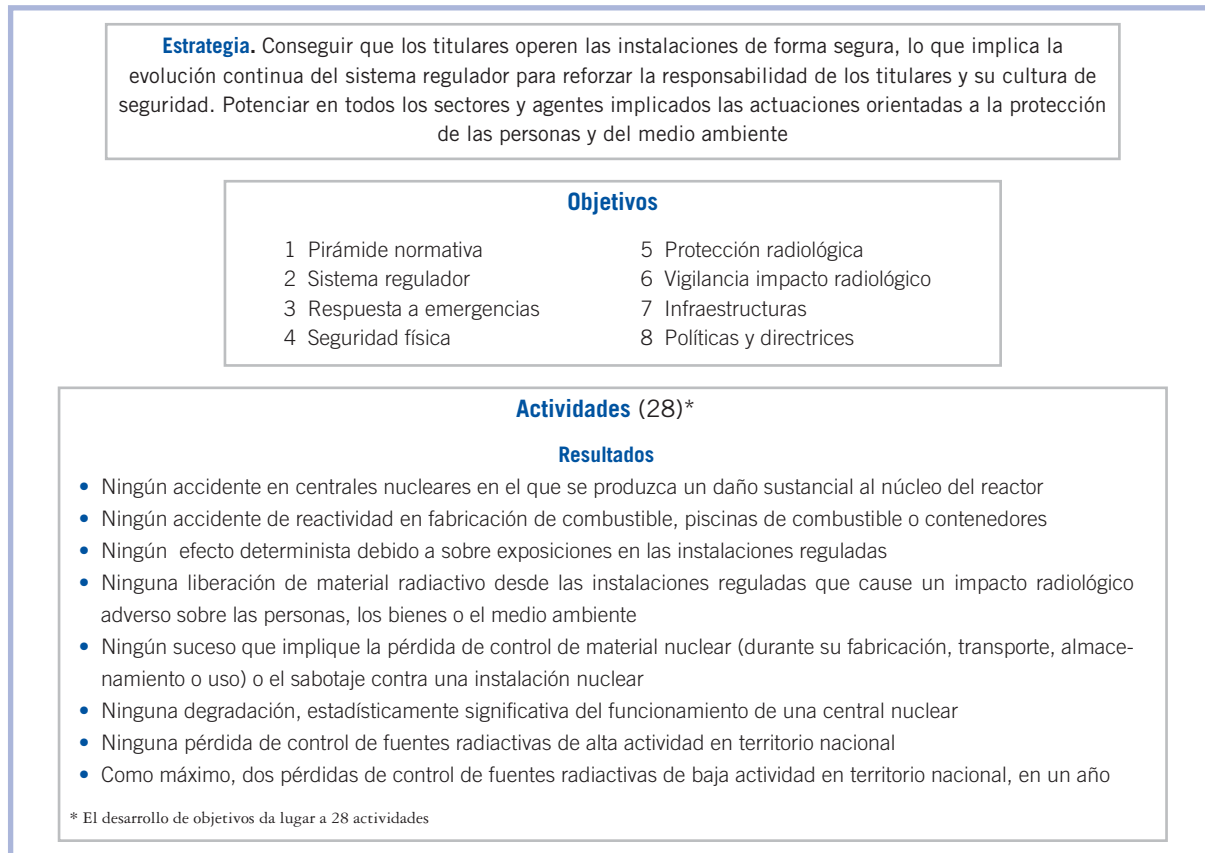 Estrategia. Conseguir que los titulares operen las instalaciones de forma segura, lo que implica la
evolución continua del sistema regulador para reforzar la responsabilidad de los titulares y su cultura de
seguridad. Potenciar en todos los sectores y agentes implicados las actuaciones orientadas a la protección
de las personas y del medio ambiente
Objetivos
1 Pirámide normativa
2 Sistema regulador
3 Respuesta a emergencias
4 Seguridad física
5 Protección radiológica
6 Vigilancia impacto radiológico
7 Infraestructuras
8 Políticas y directrices
Actividades (28)*
Resultados
• Ningún accidente en centrales nucleares en el que se produzca un daño sustancial al núcleo del reactor
• Ningún accidente de reactividad en fabricación de combustible, piscinas de combustible o contenedores
• Ningún efecto determinista debido a sobre exposiciones en las instalaciones reguladas
• Ninguna liberación de material radiactivo desde las instalaciones reguladas que cause un impacto radiológico
adverso sobre las personas, los bienes o el medio ambiente
• Ningún suceso que implique la pérdida de control de material nuclear (durante su fabricación, transporte, almace-
namiento o uso) o el sabotaje contra una instalación nuclear
• Ninguna degradación, estadísticamente significativa del funcionamiento de una central nuclear
• Ninguna pérdida de control de fuentes radiactivas de alta actividad en territorio nacional
• Como máximo, dos pérdidas de control de fuentes radiactivas de baja actividad en territorio nacional, en un año
* El desarrollo de objetivos da lugar a 28 actividades